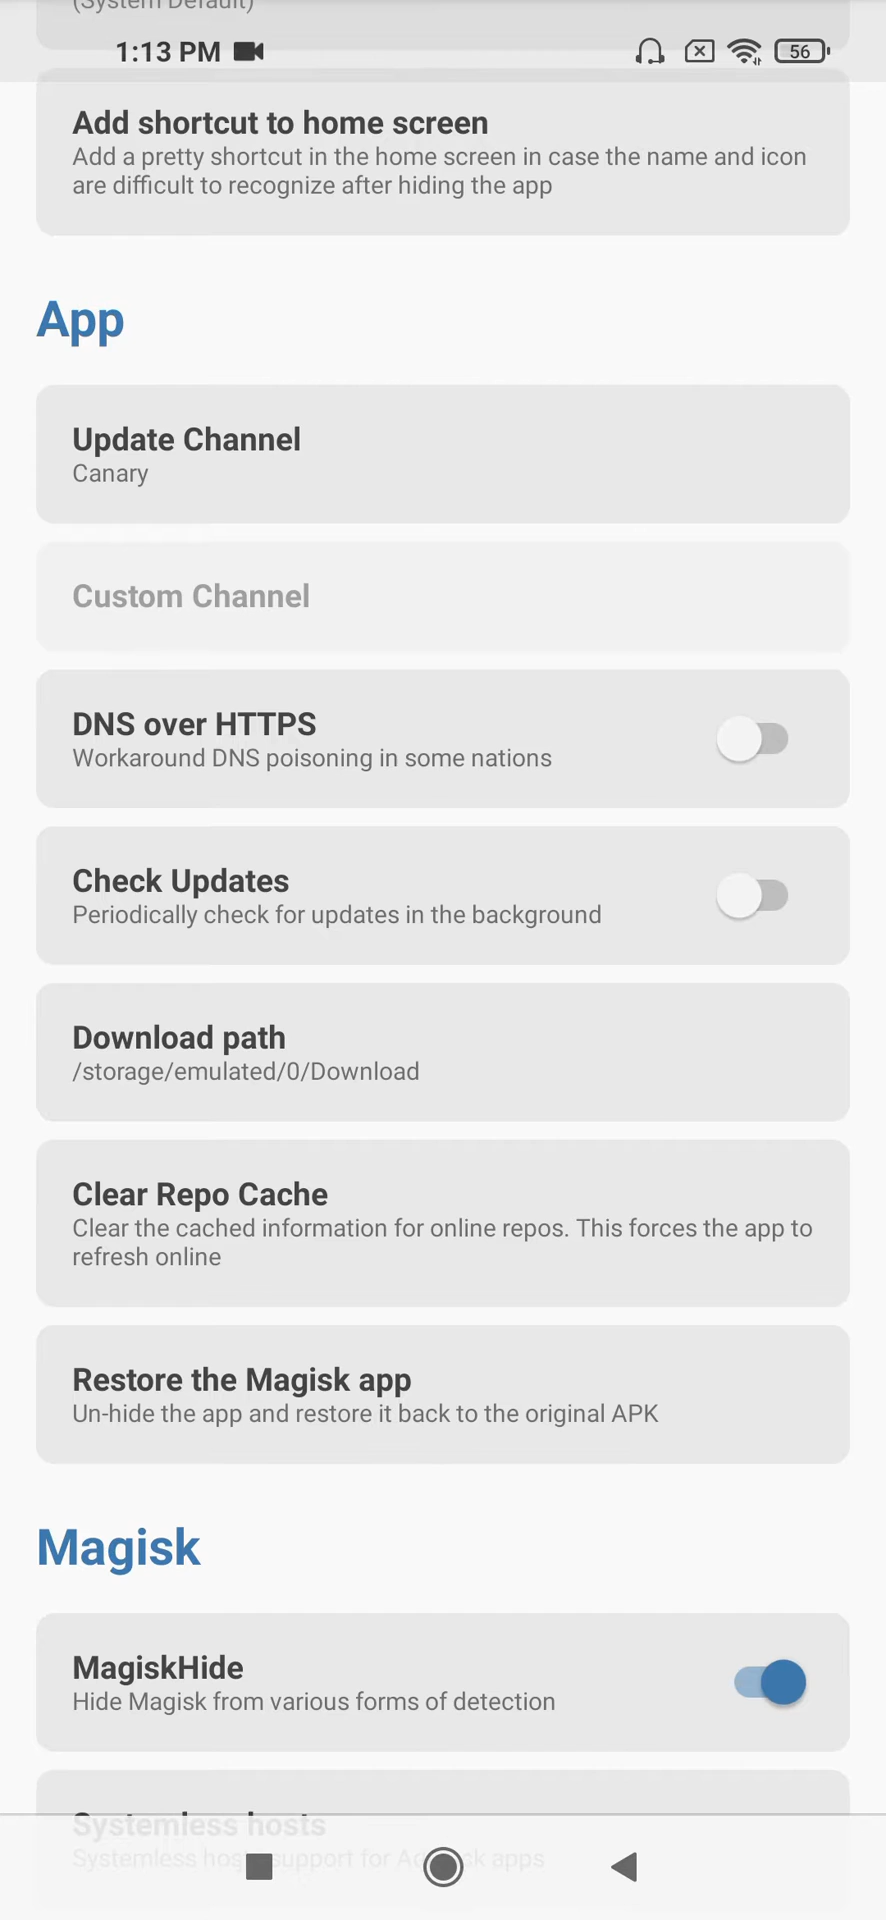 (System Default)
1:13 PM
56
Add shortcut to home screen
Add a pretty shortcut in the home screen in case the name and icon
are difficult to recognize after hiding the app
App
Update Channel
Canary
Custom Channel
DNS over HTTPS
Workaround DNS poisoning in some nations
Check Updates
Periodically check for updates in the background
Download path
/storage/emulated/0/Download
Clear Repo Cache
Clear the cached information for online repos. This forces the app to
refresh online
Restore the Magisk app
Un-hide the app and restore it back to the original APK
Magisk
MagiskHide
Hide Magisk from various forms of detection
Systemless hosts
Systemless support for apps